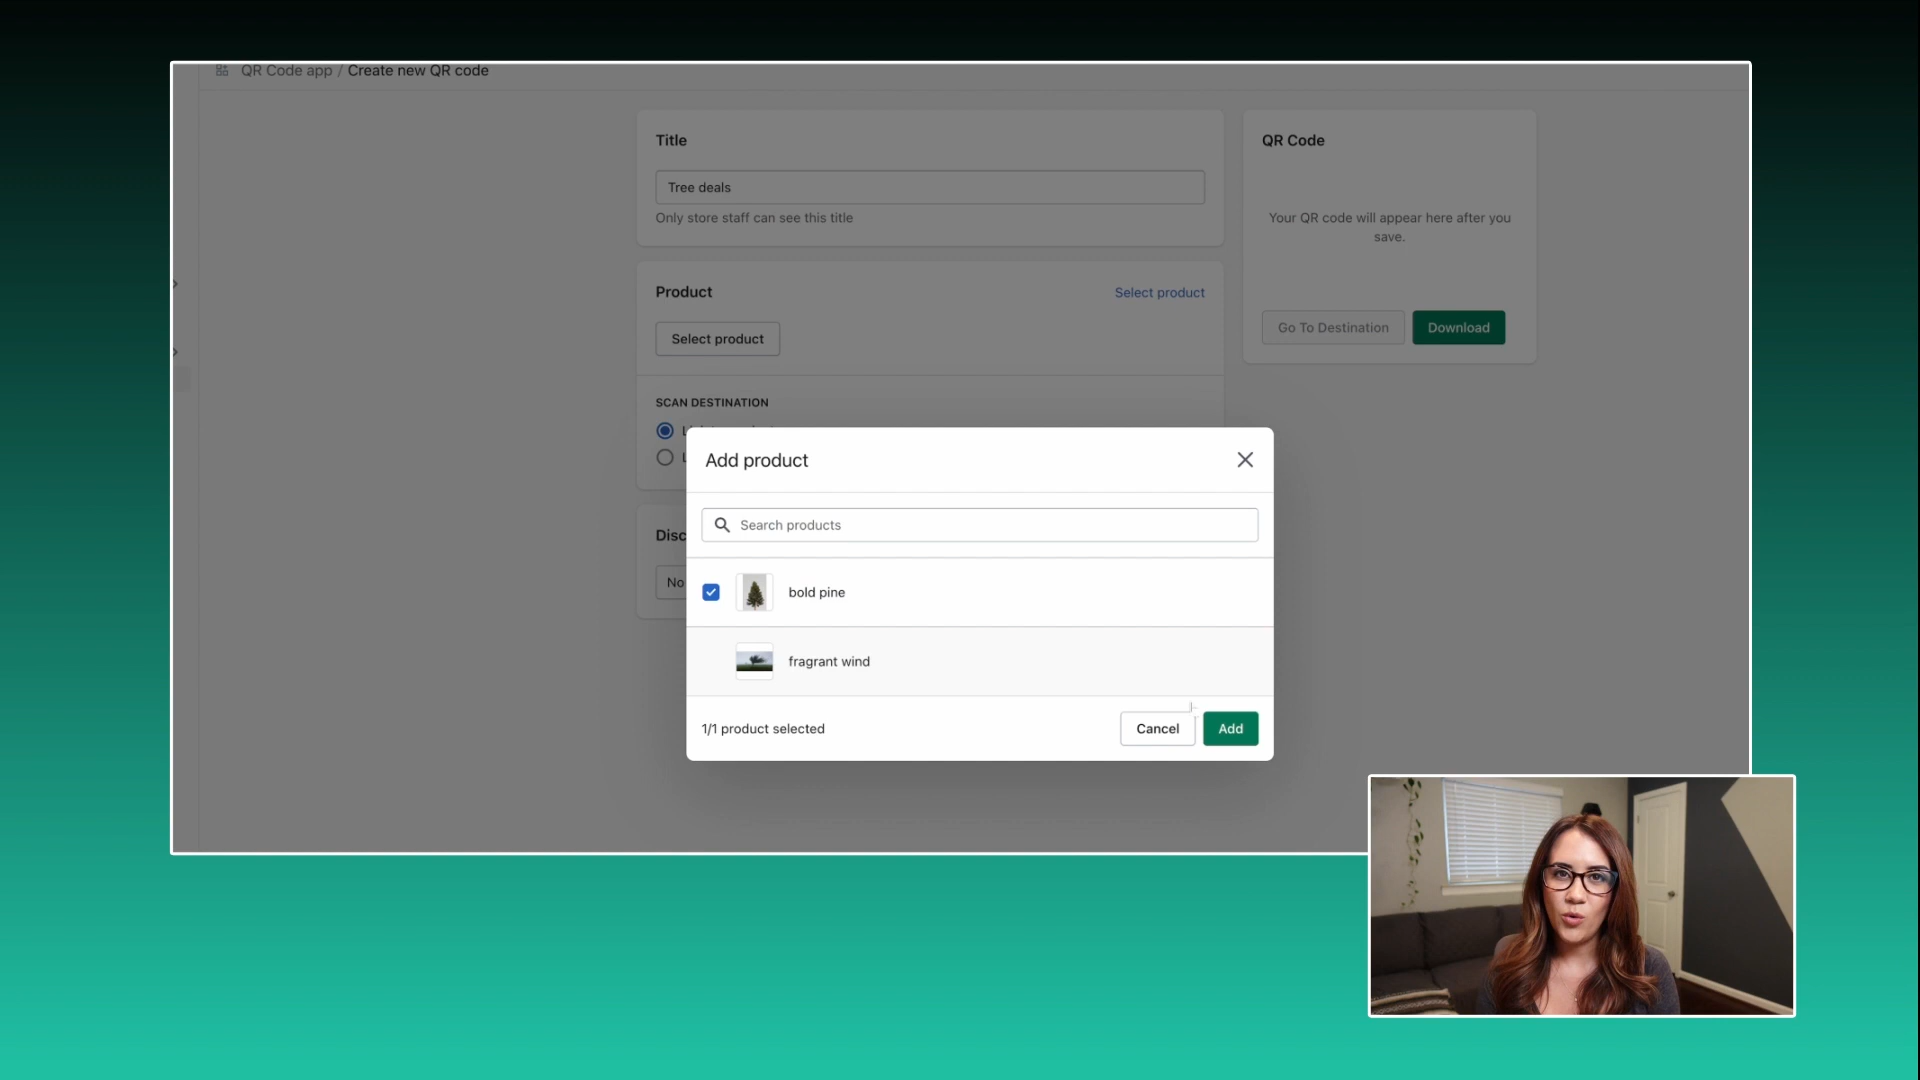 QR Code app / Create new QR code
Title
Tree deals
Only store staff can see this title
Product
Select product
Select product
SCAN DESTINATION
Disc
No
QR Code
Your QR code will appear here after you
save.
Go To Destination
Download
Add product
Search products
bold pine
fragrant wind
1/1 product selected
Cancel
Add